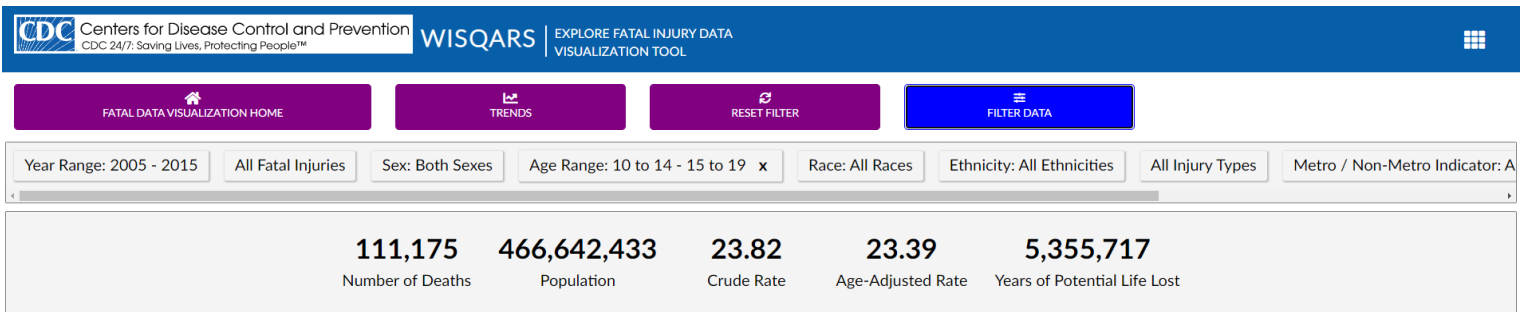 CDC Centers for Disease Control and Prevention
CDC 24/7: Saving Lives, Protecting People™
WISQARS
EXPLORE FATAL INJURY DATA
VISUALIZATION TOOL
FATAL DATA VISUALIZATION HOME
TRENDS
RESET FILTER
FILTER DATA
Year Range: 2005 - 2015 All Fatal Injuries Sex: Both Sexes Age Range: 10 to 14 - 15 to 19 x Race: All Races Ethnicity: All Ethnicities All Injury Types Metro / Non-Metro Indicator: A
111,175 466,642,433 23.82 23.39 5,355,717
Number of Deaths Population Crude Rate Age-Adjusted Rate Years of Potential Life Lost